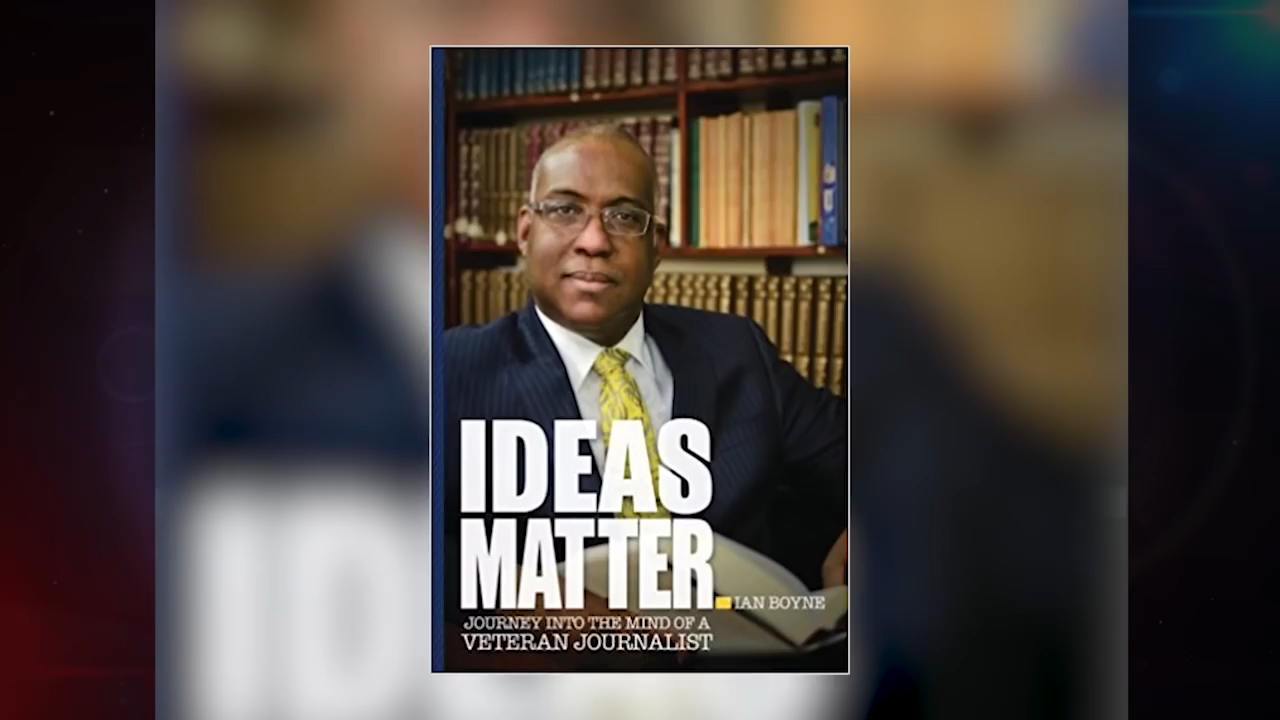 IDEAS
MATTER
IAN BOYNE
JOURNEY INTO THE MIND OF A
VETERAN JOURNALIST